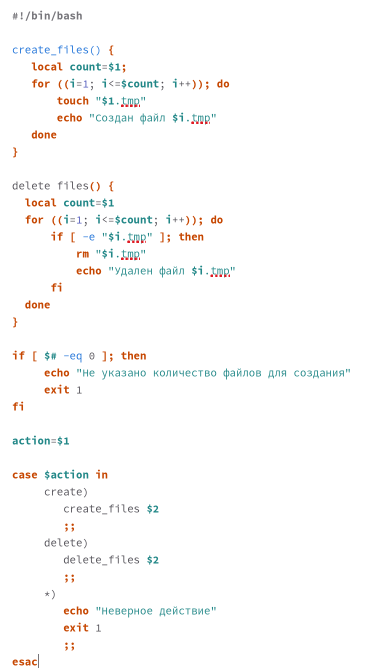 #!/bin/bash
create_files() {
local count=$1;
for ((i=1; i<=$count; i++)); do
touch "$1.tmp"
echo "Создан файл $i.tmp"
done
}
delete files() {
local count=$1
for ((i=1; i<=$count; i++)); do
if [ -e "$i.tmp" ]; then
rm "$i.tmp"
echo "Удален файл $i.tmp"
fi
done
}
if [ $# -eq 0 ]; then
echo "Не указано количество файлов для создания"
exit 1
fi
action=$1
case $action in
create)
create_files $2
;;
delete)
delete_files $2
;;
*)
echo "Неверное действие"
exit 1
;;
esac